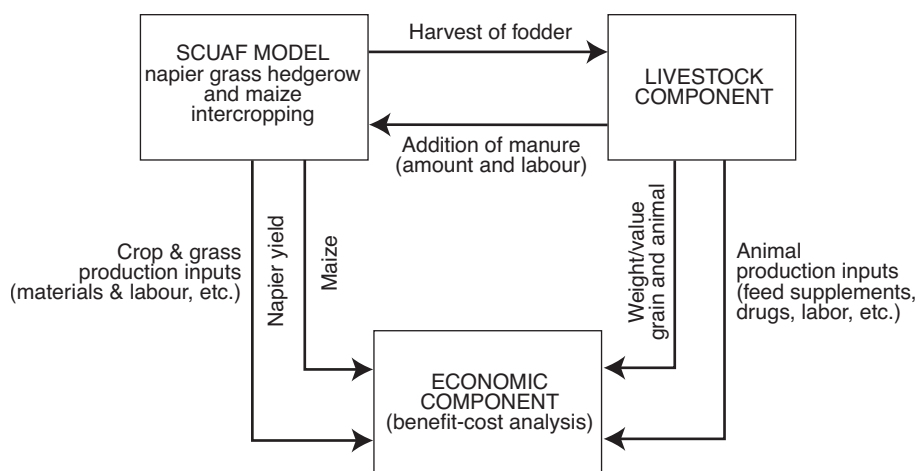 SCUAF MODEL
napier grass hedgerow
and maize
intercropping
Harvest of fodder
LIVESTOCK
COMPONENT
Addition of manure
(amount and labour)
Crop & grass
production inputs
(materials & labour, etc.)
Napier yield
Maize
Weight/value
grain and animal
Animal
production inputs
(feed supplements,
drugs, labor, etc.)
ECONOMIC
COMPONENT
(benefit-cost analysis)